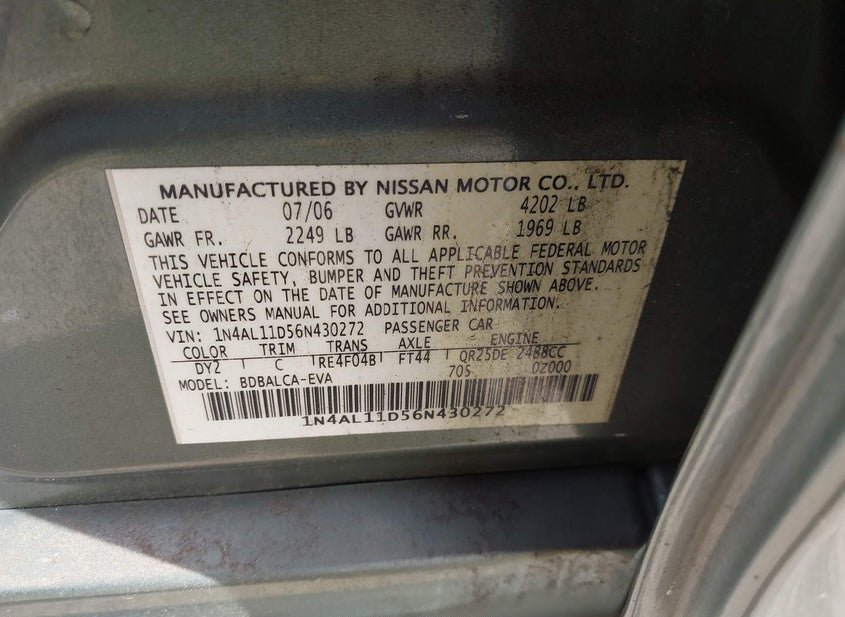 MANUFACTURED BY NISSAN MOTOR CO., LTD.
DATE 07/06 GVWR 4202 LB
GAWR FR. 2249 LB GAWR RR. 1969 LB
THIS VEHICLE CONFORMS TO ALL APPLICABLE FEDERAL MOTOR
VEHICLE SAFETY, BUMPER AND THEFT PREVENTION STANDARDS
IN EFFECT ON THE DATE OF MANUFACTURE SHOWN ABOVE.
SEE OWNERS MANUAL FOR ADDITIONAL INFORMATION.
VIN: 1N4AL11D56N430272 PASSENGER CAR
COLOR TRIM TRANS AXLE ENGINE
DY2 C RE4F04B FT44 QR25DE 2488CC
MODEL: BDBALCA-EVA 705 0Z000
1N4AL11D56N430272